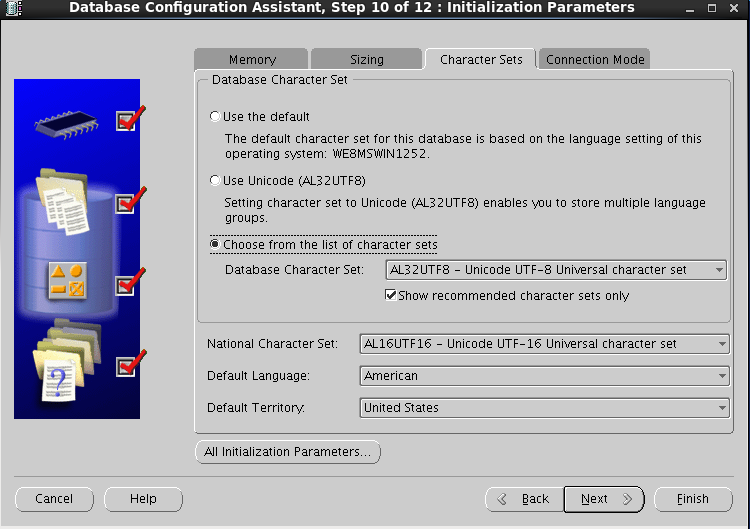 Database Configuration Assistant, Step 10 of 12 : Initialization Parameters
Memory
Sizing
Character Sets
Connection Mode
Database Character Set
Use the default
The default character set for this database is based on the language setting of this
operating system: WE8MSWIN1252.
Use Unicode (AL32UTF8)
Setting character set to Unicode (AL32UTF8) enables you to store multiple language
groups.
Choose from the list of character sets
Database Character Set: AL32UTF8 - Unicode UTF-8 Universal character set
Show recommended character sets only
National Character Set: AL16UTF16 - Unicode UTF-16 Universal character set
Default Language: American
Default Territory: United States
All Initialization Parameters...
Cancel
Help
Back
Next
Finish